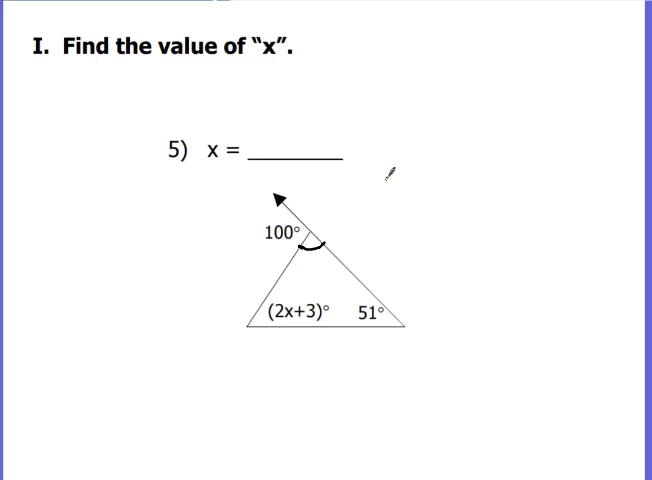 I. Find the value of “x”.
5) x = ________
100°
(2x+3)° 51°